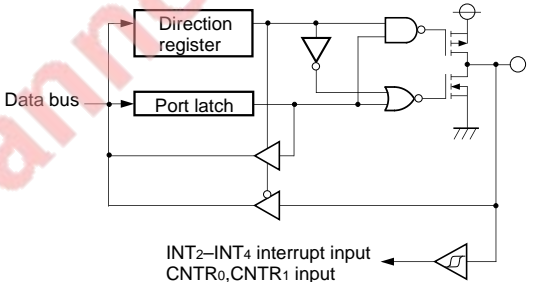 Direction
register
Data bus
Port latch
INT2–INT4 interrupt input
CNTR0,CNTR1 input